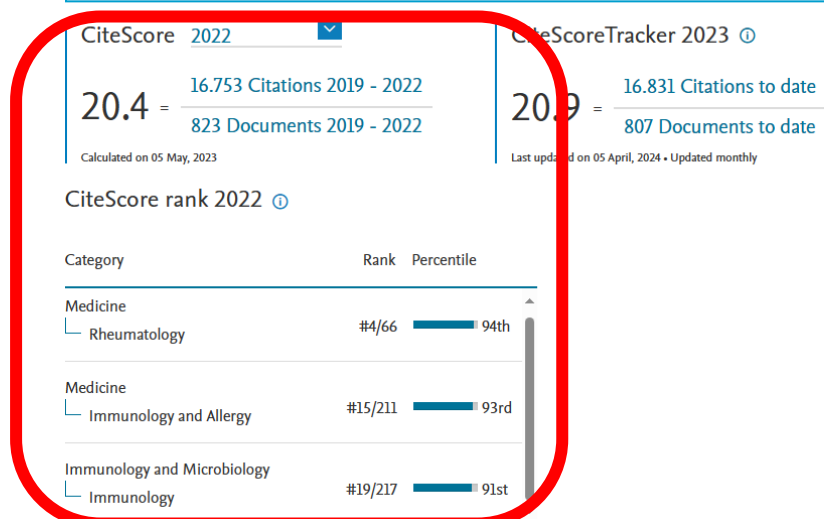 CiteScore 2022
20.4 =
16.753 Citations 2019 - 2022
823 Documents 2019 - 2022
Calculated on 05 May, 2023
CiteScoreTracker 2023
20.9 =
16.831 Citations to date
807 Documents to date
Last updated on 05 April, 2024 • Updated monthly
CiteScore rank 2022
Category Rank Percentile
Medicine
Rheumatology #4/66 94th
Medicine
Immunology and Allergy #15/211 93rd
Immunology and Microbiology
Immunology #19/217 91st